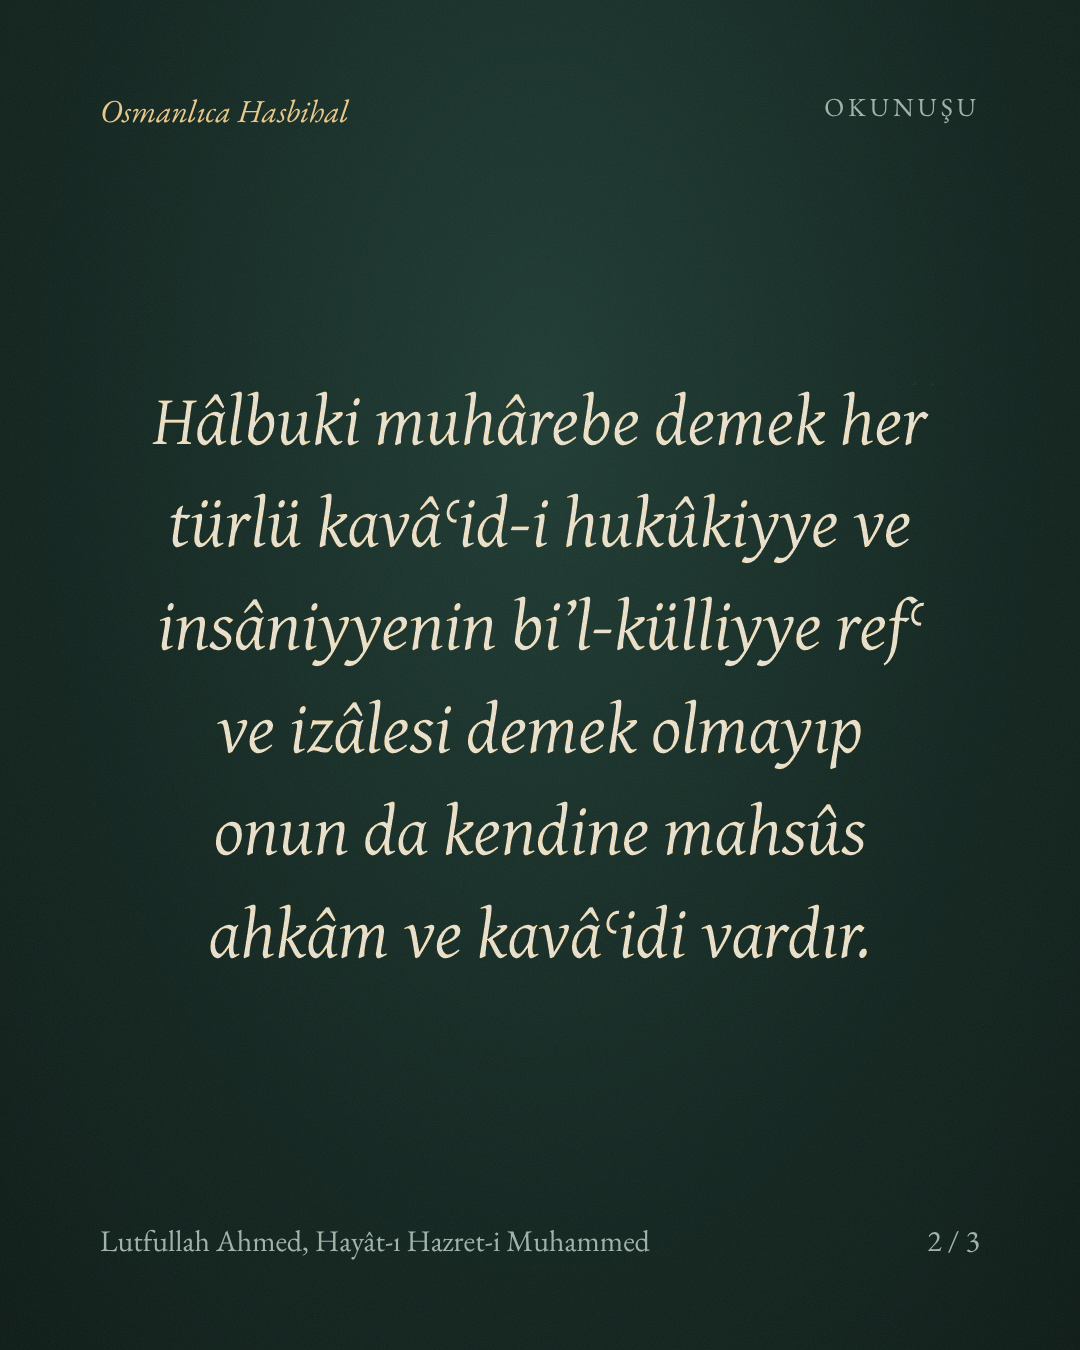 Osmanlıca Hasbihal
OKUNUŞU
Hâlbuki muhârebe demek her
türlü kavâʿid-i hukûkiyye ve
insâniyyenin bi’l-külliyye refʿ
ve izâlesi demek olmayıp
onun da kendine mahsûs
ahkâm ve kavâʿidi vardır.
Lutfullah Ahmed, Hayât-ı Hazret-i Muhammed
2 / 3